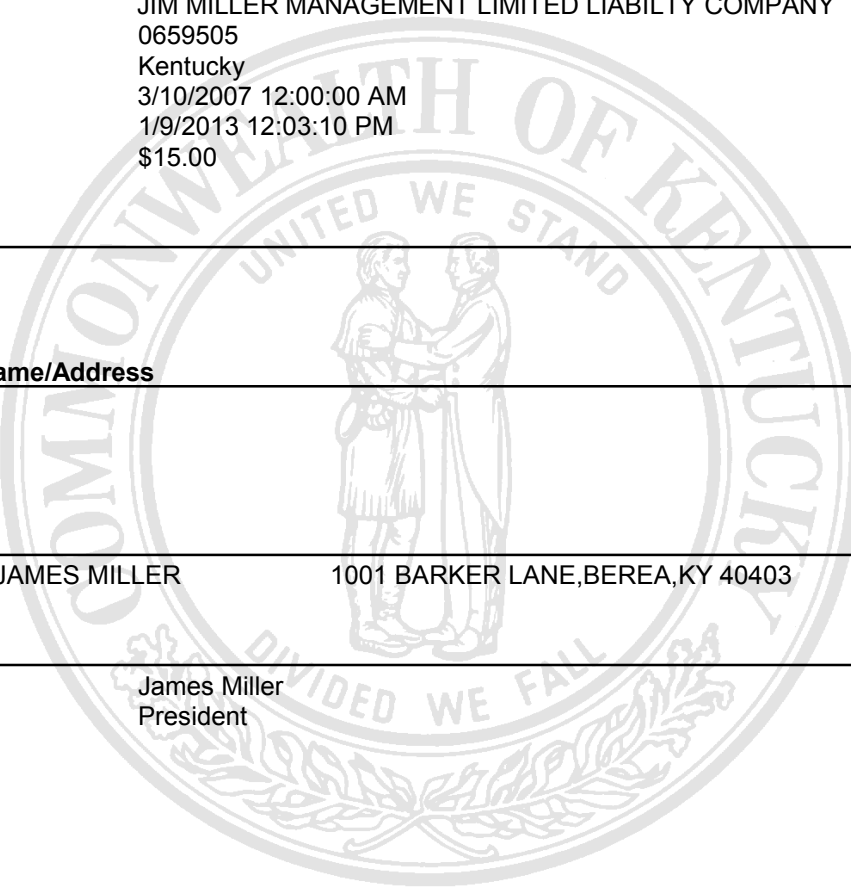 JIM MILLER MANAGEMENT LIMITED LIABILTY COMPANY
0659505
Kentucky
3/10/2007 12:00:00 AM
1/9/2013 12:03:10 PM
$15.00
COMMONWEALTH OF KENTUCKY
UNITED WE STAND
ame/Address
JAMES MILLER 1001 BARKER LANE,BEREA,KY 40403
DIVIDED WE FALL
James Miller
President